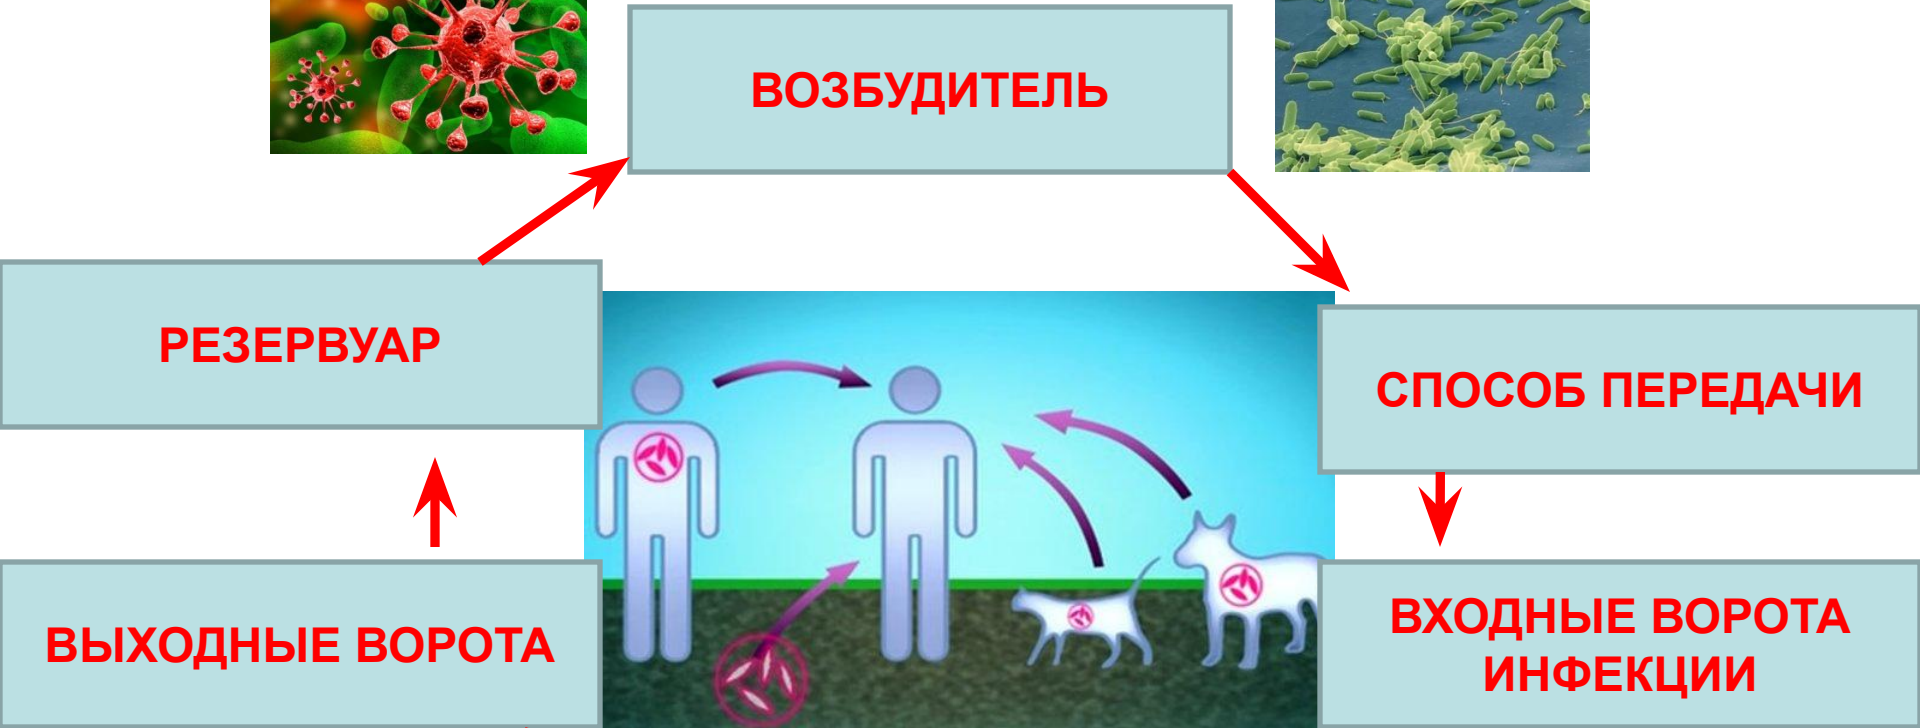 ВОЗБУДИТЕЛЬ
РЕЗЕРВУАР
СПОСОБ ПЕРЕДАЧИ
ВЫХОДНЫЕ ВОРОТА
ВХОДНЫЕ ВОРОТА
ИНФЕКЦИИ